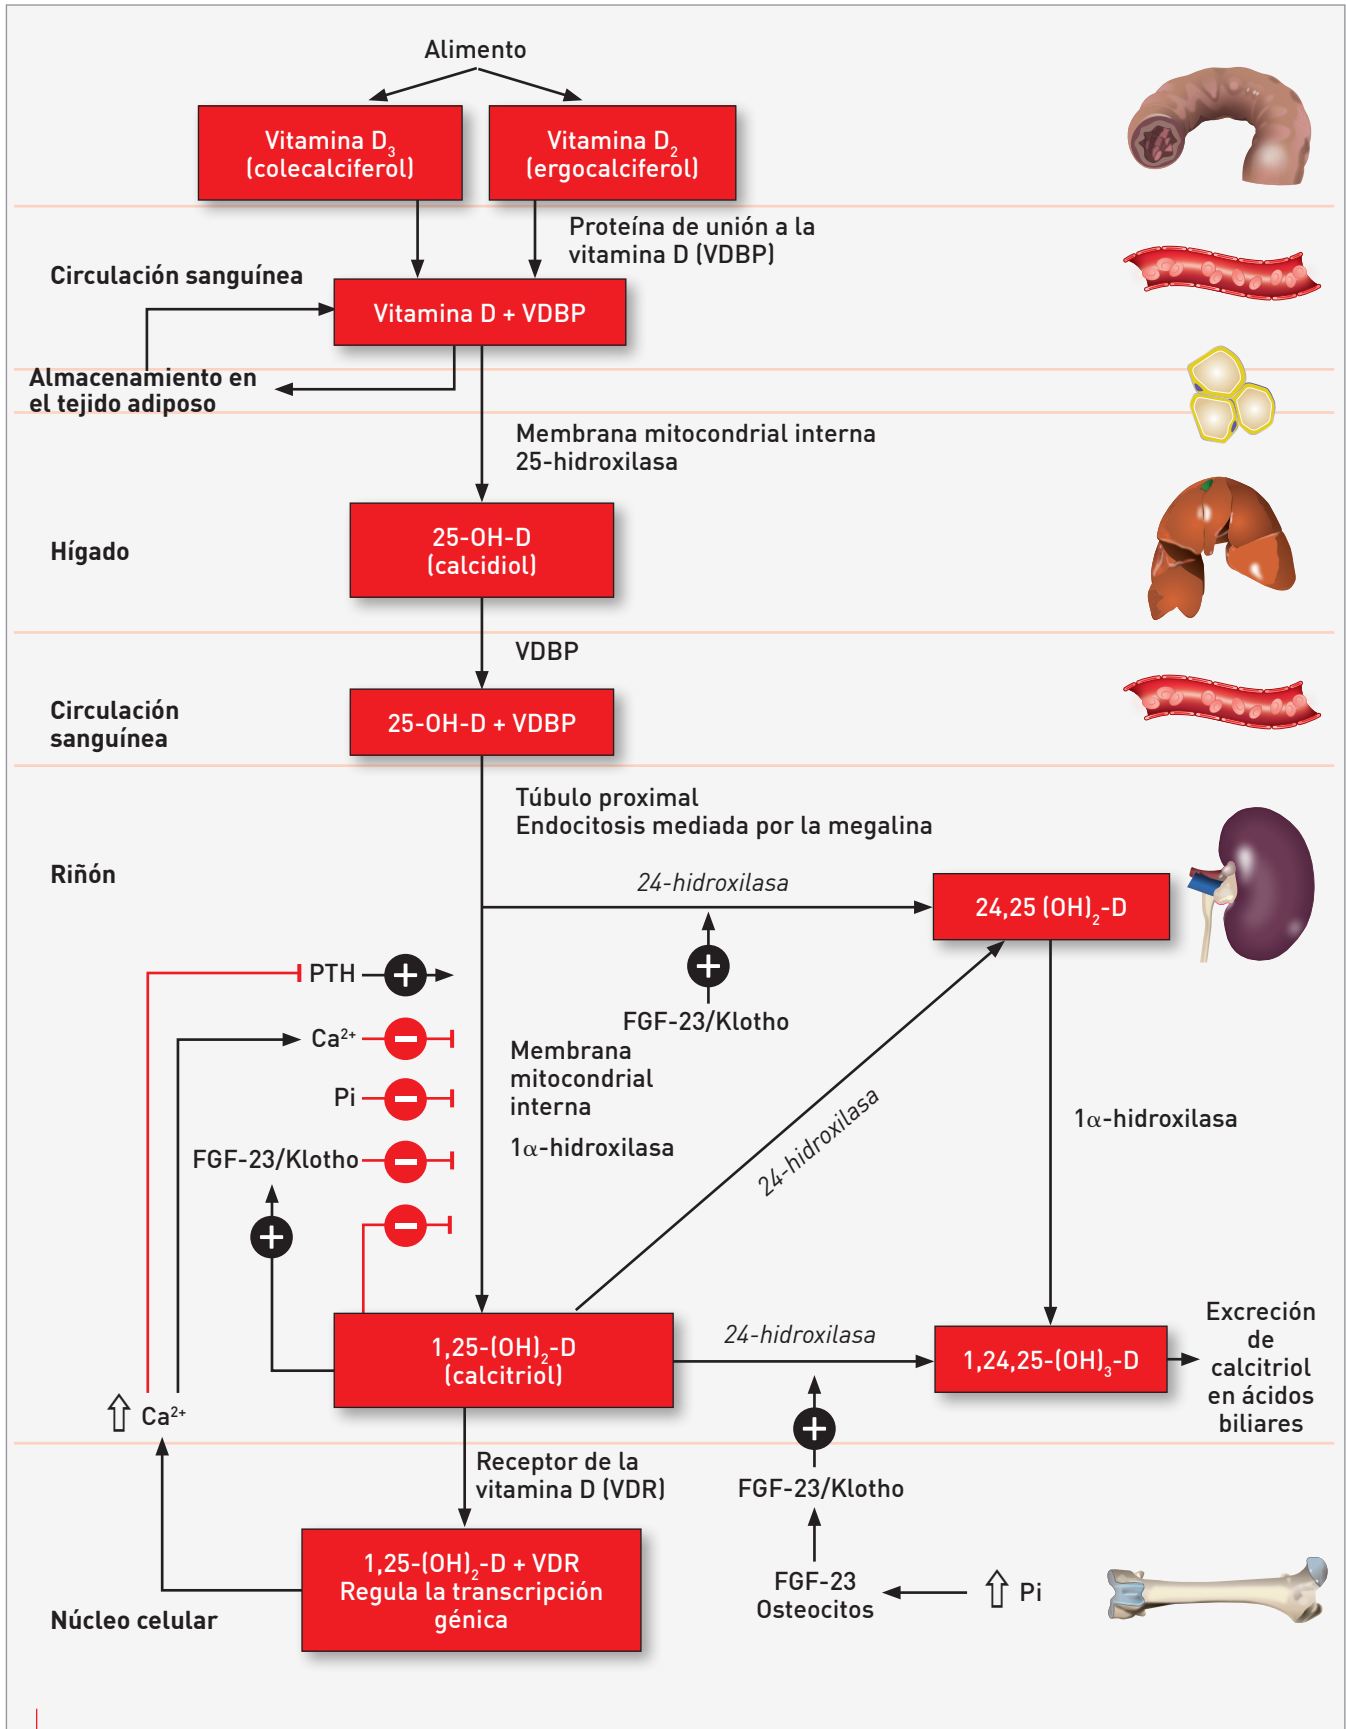 Alimento
Vitamina D₃
(colecalciferol)
Vitamina D₂
(ergocalciferol)
Proteína de unión a la
vitamina D (VDBP)
Circulación sanguínea
Vitamina D + VDBP
Almacenamiento en
el tejido adiposo
Membrana mitocondrial interna
25-hidroxilasa
Hígado
25-OH-D
(calcidiol)
VDBP
Circulación
sanguínea
25-OH-D + VDBP
Túbulo proximal
Endocitosis mediada por la megalina
Riñón
24-hidroxilasa
24,25 (OH)₂-D
PTH
+
+
FGF-23/Klotho
Ca²⁺
−
Membrana
mitocondrial
interna
1α-hidroxilasa
Pi
−
24-hidroxilasa
1α-hidroxilasa
FGF-23/Klotho
−
+
−
1,25-(OH)₂-D
(calcitriol)
24-hidroxilasa
1,24,25-(OH)₃-D
Excreción
de
calcitriol
en ácidos
biliares
Ca²⁺
+
Receptor de la
vitamina D (VDR)
FGF-23/Klotho
1,25-(OH)₂-D + VDR
Regula la transcripción
génica
FGF-23
Osteocitos
Pi
Núcleo celular